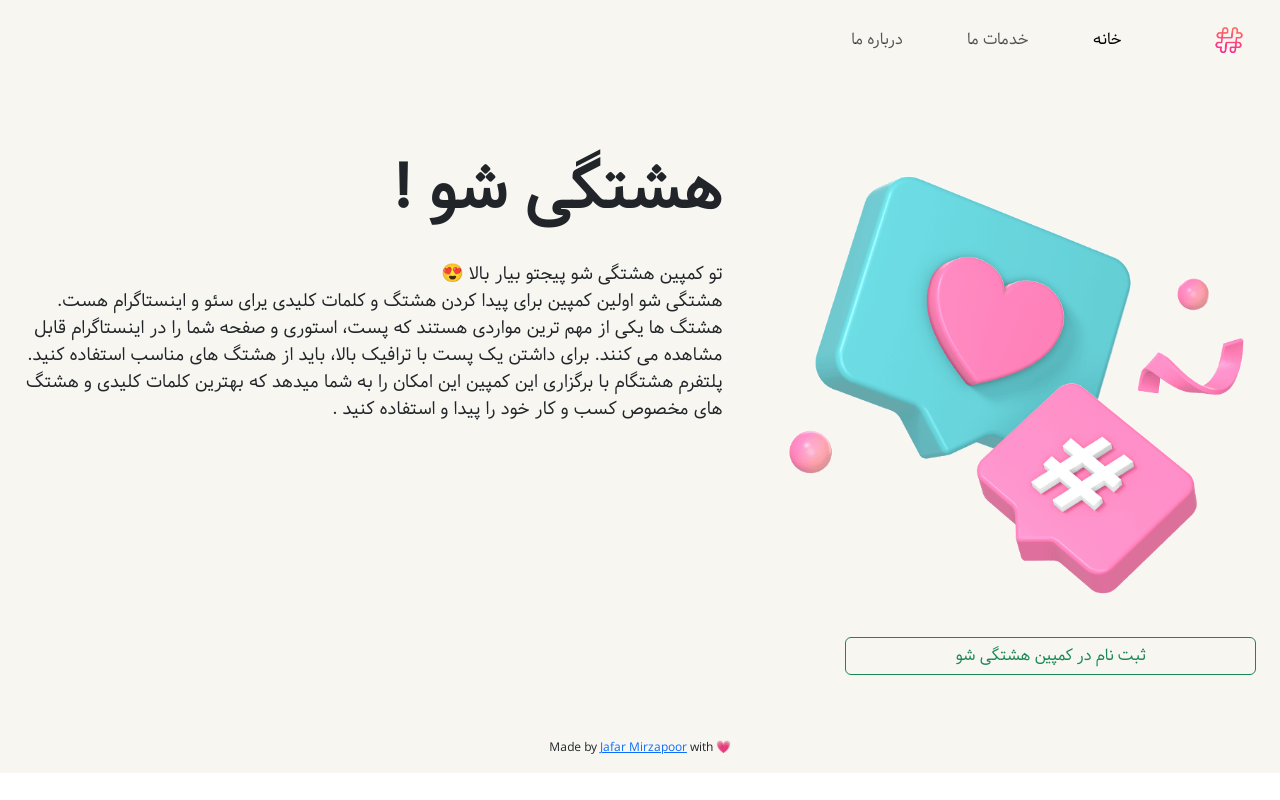 خانه
خدمات ما
درباره ما
هشتگی شو !
تو کمپین هشتگی شو پیجتو بیار بالا 😍
هشتگی شو اولین کمپین برای پیدا کردن هشتگ و کلمات کلیدی یرای سئو و اینستاگرام هست.
هشتگ ها یکی از مهم ترین مواردی هستند که پست، استوری و صفحه شما را در اینستاگرام قابل
مشاهده می کنند. برای داشتن یک پست با ترافیک بالا، باید از هشتگ های مناسب استفاده کنید.
پلتفرم هشتگام با برگزاری این کمپین این امکان را به شما میدهد که بهترین کلمات کلیدی و هشتگ
های مخصوص کسب و کار خود را پیدا و استفاده کنید .
#
ثبت نام در کمپین هشتگی شو
Made by Jafar Mirzapoor with 💗